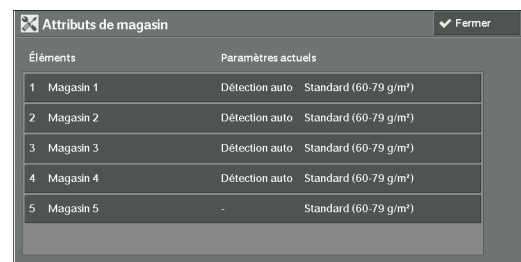 Attributs de magasin
Fermer
Éléments Paramètres actuels
1 Magasin 1 Détection auto Standard (60-79 g/m²)
2 Magasin 2 Détection auto Standard (60-79 g/m²)
3 Magasin 3 Détection auto Standard (60-79 g/m²)
4 Magasin 4 Détection auto Standard (60-79 g/m²)
5 Magasin 5 - Standard (60-79 g/m²)